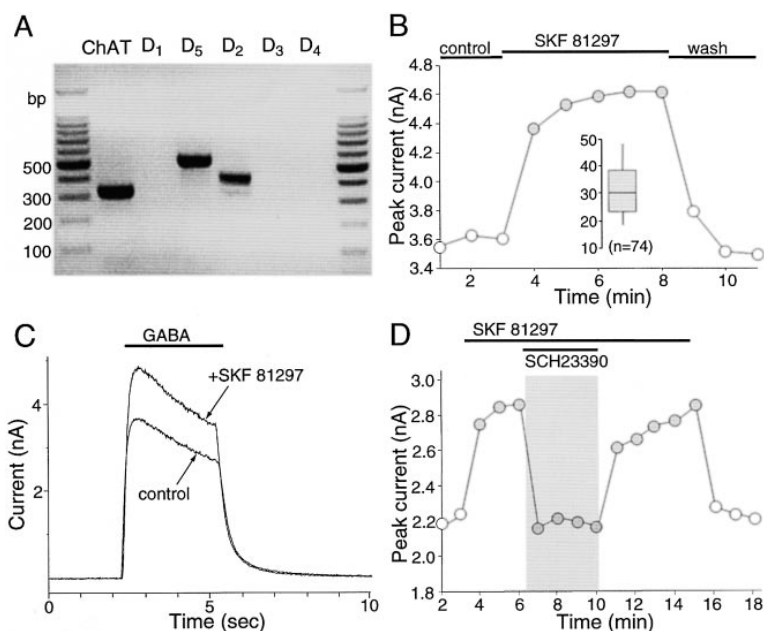 A
ChAT D₁ D₅ D₂ D₃ D₄
bp
500
300
200
100
B
control SKF 81297 wash
Peak current (nA)
4.8
4.6
4.4
4.2
4.0
3.8
3.6
3.4
50
40
30
20
10
(n=74)
2 4 6 8 10
Time (min)
C
GABA
+SKF 81297
control
Current (nA)
4
2
0 5 10
Time (sec)
D
SKF 81297
SCH23390
Peak current (nA)
3.0
2.8
2.6
2.4
2.2
2.0
1.8
2 4 6 8 10 12 14 16 18
Time (min)